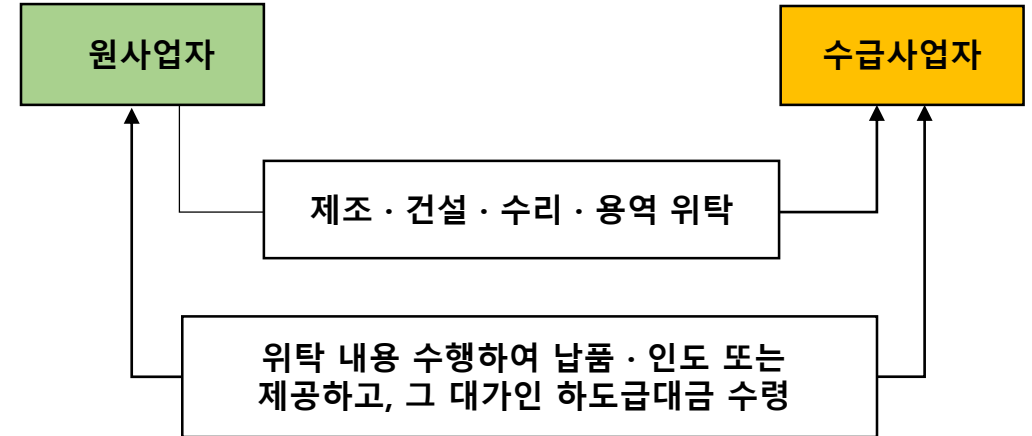 원사업자
수급사업자
제조 · 건설 · 수리 · 용역 위탁
위탁 내용 수행하여 납품 · 인도 또는
제공하고, 그 대가인 하도급대금 수령